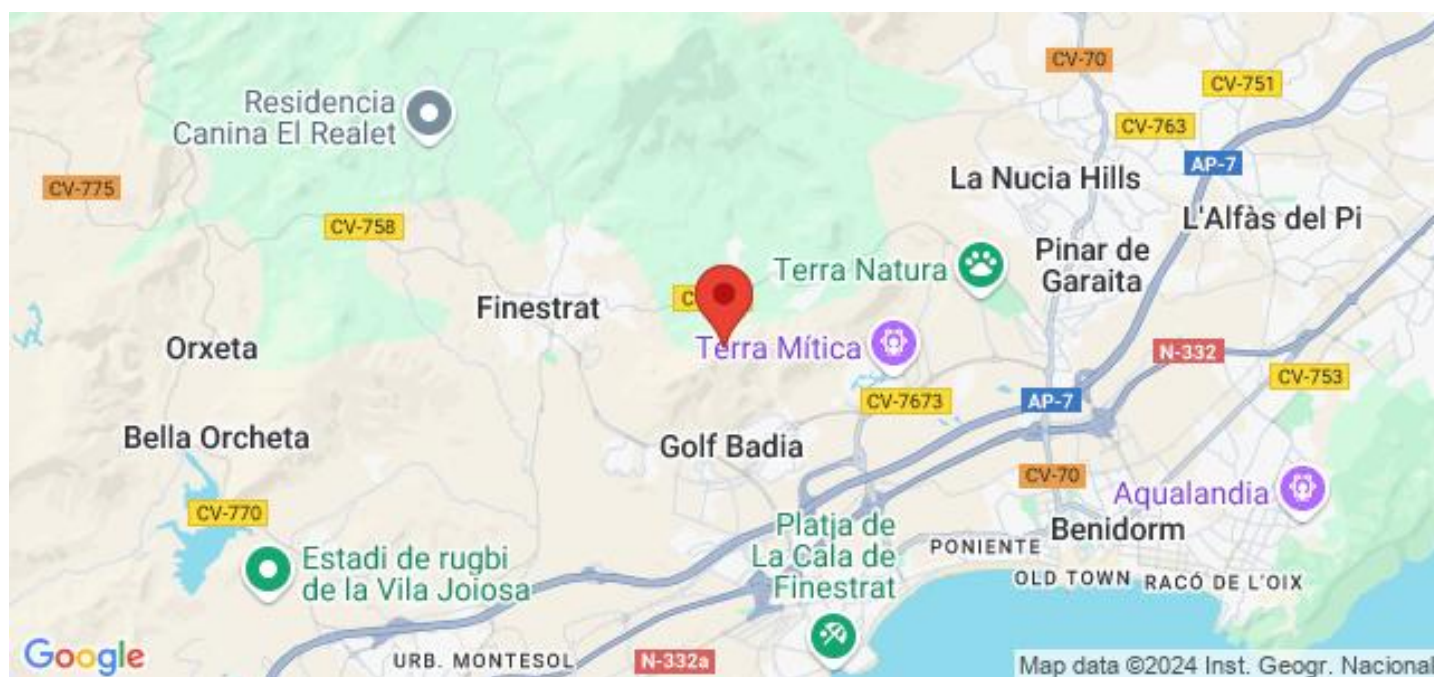 CV-70
CV-751
Residencia
Canina El Realet
CV-763
AP-7
La Nucia Hills
CV-775
L'Alfàs del Pi
CV-758
Pinar de
Garaita
Terra Natura
Finestrat
Orxeta
Terra Mítica
N-332
CV-753
CV-7673
AP-7
Bella Orcheta
Golf Badia
CV-70
Aqualandia
CV-770
Platja de
La Cala de
Finestrat
Benidorm
PONIENTE
Estadi de rugbi
de la Vila Joiosa
OLD TOWN
RACÓ DE L'OIX
Google
URB. MONTESOL
N-332a
Map data ©2024 Inst. Geogr. Nacional